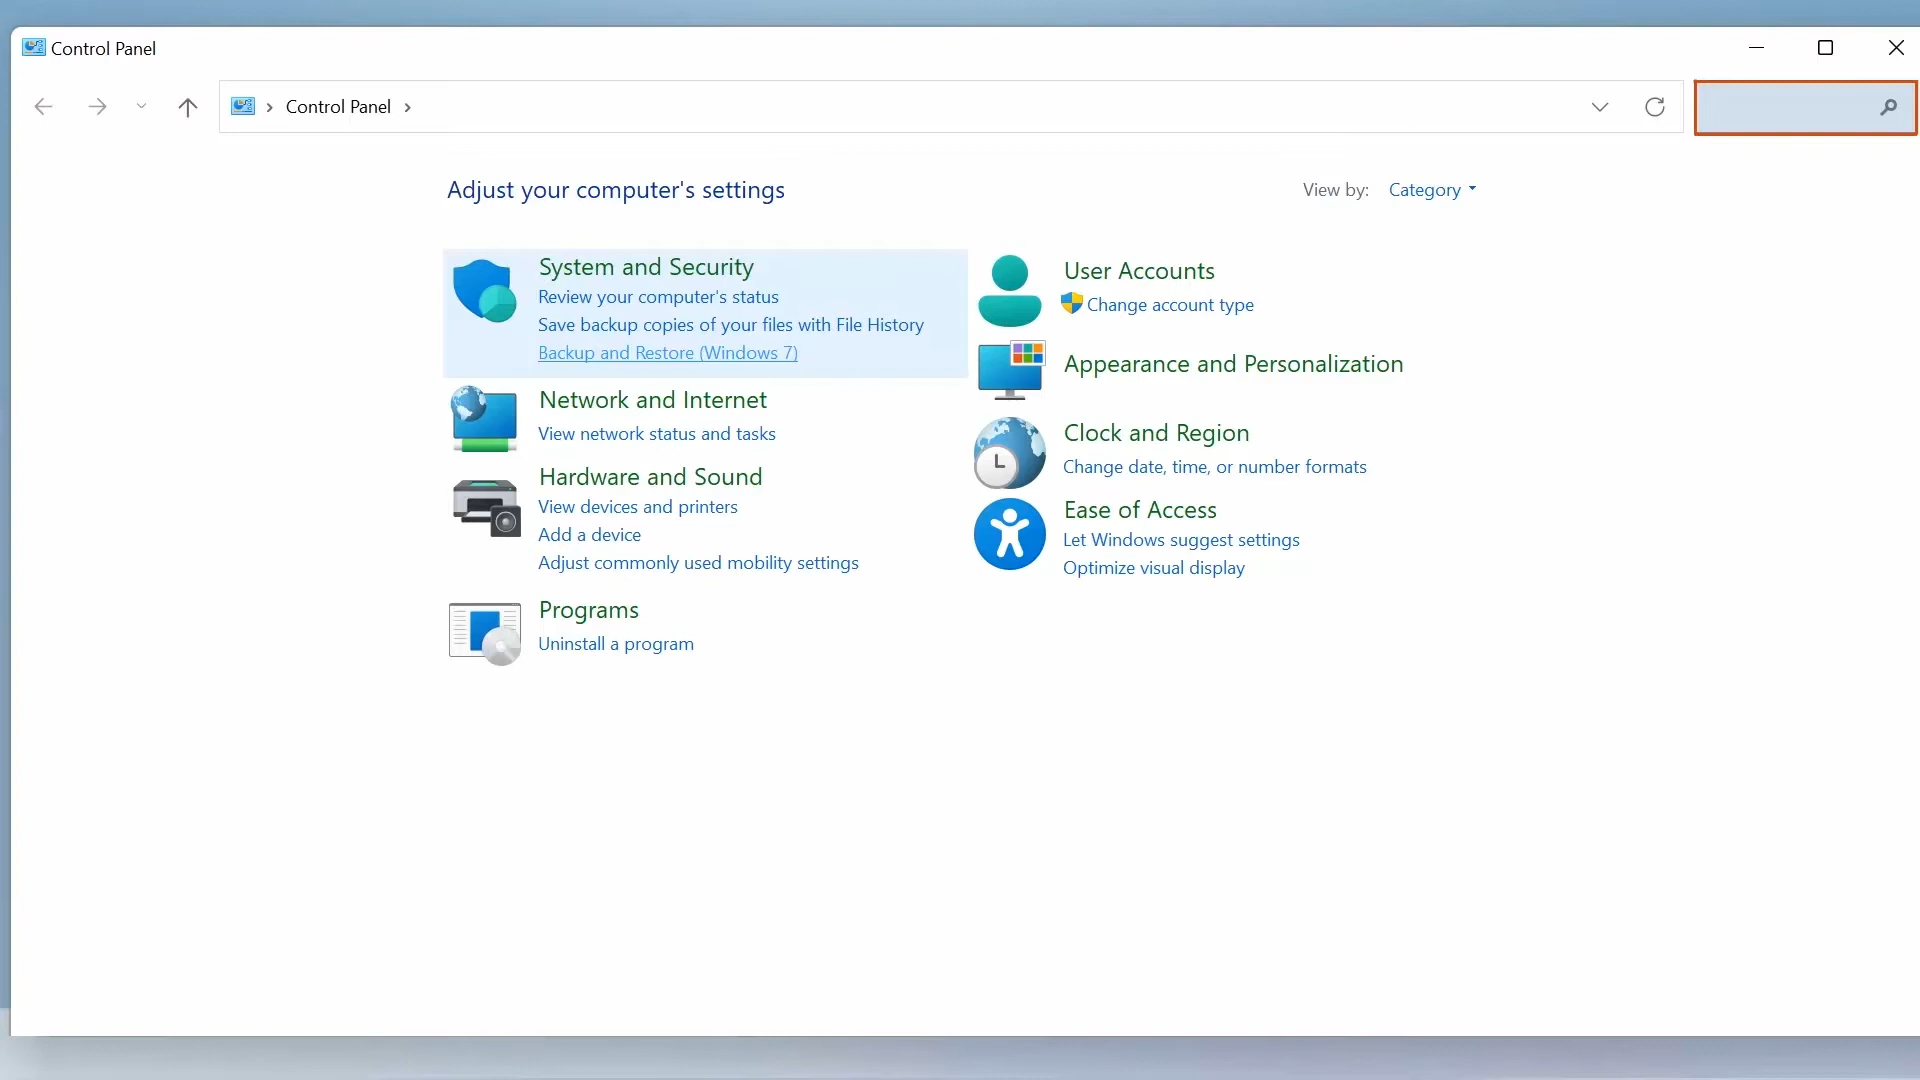 Control Panel
Control Panel
Adjust your computer's settings
View by: Category
System and Security
Review your computer's status
Save backup copies of your files with File History
Backup and Restore (Windows 7)
Network and Internet
View network status and tasks
Hardware and Sound
View devices and printers
Add a device
Adjust commonly used mobility settings
Programs
Uninstall a program
User Accounts
Change account type
Appearance and Personalization
Clock and Region
Change date, time, or number formats
Ease of Access
Let Windows suggest settings
Optimize visual display